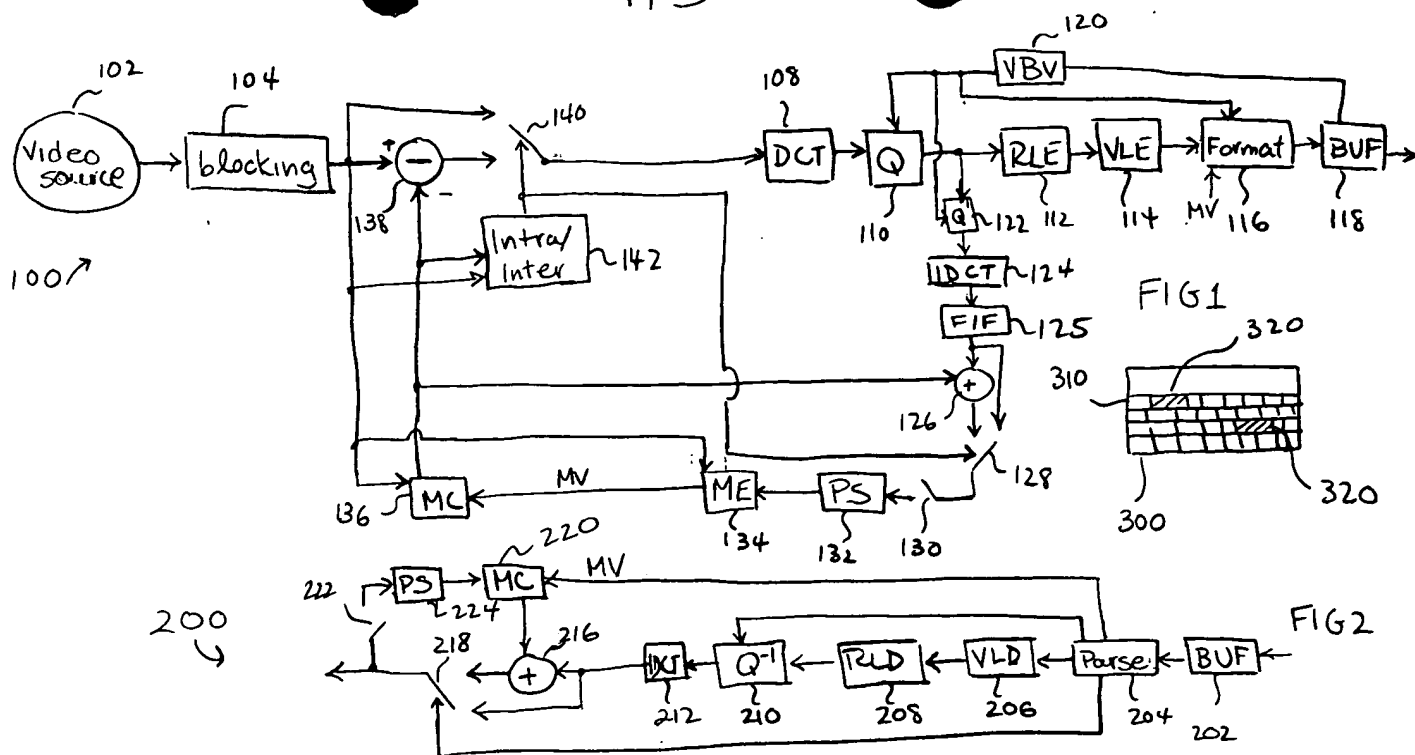 120
102
104
108
140
VBV
Video
source
blocking
+
−
-
138
DCT
Q
RLE
VLE
Format
BUF
110
112
114
MV
116
118
Q
122
Intra/
Inter
142
100
IDCT
124
FIG1
FIF
125
320
310
+
126
128
MV
MC
136
ME
134
PS
132
130
300
320
220
222
PS
224
MC
MV
200
218
+
216
FIG2
IDCT
212
Q-1
210
RLD
208
VLD
206
Parse
204
BUF
202